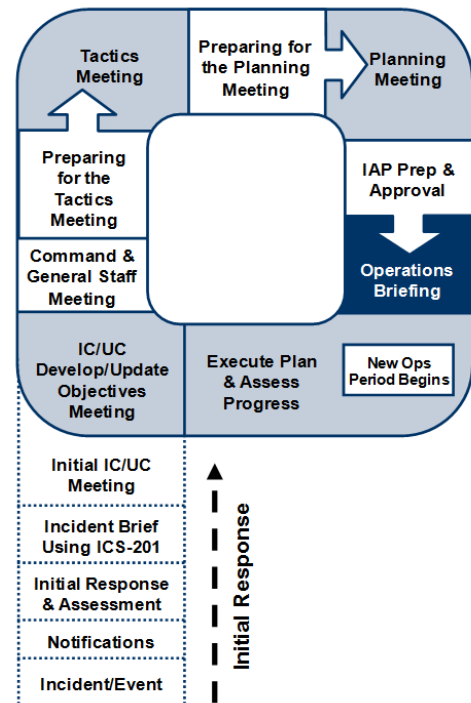 Tactics
Meeting
Preparing for
the Planning
Meeting
Planning
Meeting
Preparing
for the
Tactics
Meeting
IAP Prep &
Approval
Command &
General Staff
Meeting
Operations
Briefing
IC/UC
Develop/Update
Objectives
Meeting
Execute Plan
& Assess
Progress
New Ops
Period Begins
Initial IC/UC
Meeting
Incident Brief
Using ICS-201
Initial Response
& Assessment
Notifications
Incident/Event
Initial Response